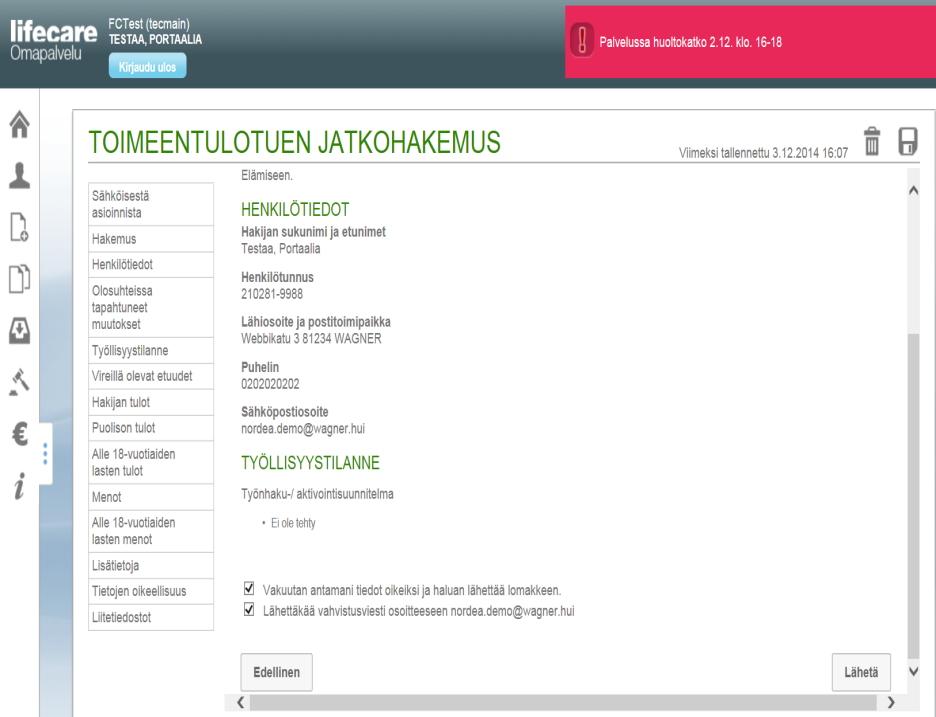 lifecare
Omapalvelu
FCTest (tecmain)
TESTAA, PORTAALIA
Kirjaudu ulos
Palvelussa huoltokatko 2.12. klo. 16-18
TOIMEENTULOTUEN JATKOHAKEMUS
Viimeksi tallennettu 3.12.2014 16:07
Sähköisestä
asioinnista
Hakemus
Henkilötiedot
Olosuhteissa
tapahtuneet
muutokset
Työllisyystilanne
Vireillä olevat etuudet
Hakijan tulot
Puolison tulot
Alle 18-vuotiaiden
lasten tulot
Menot
Alle 18-vuotiaiden
lasten menot
Lisätietoja
Tietojen oikeellisuus
Liitetiedostot
Elämiseen.
HENKILÖTIEDOT
Hakijan sukunimi ja etunimet
Testaa, Portaalia
Henkilötunnus
210281-9988
Lähiosoite ja postitoimipaikka
Webbikatu 3 81234 WAGNER
Puhelin
0202020202
Sähköpostiosoite
nordea.demo@wagner.hui
TYÖLLISYYSTILANNE
Työnhaku-/ aktivointisuunnitelma
• Ei ole tehty
Vakuutan antamani tiedot oikeiksi ja haluan lähettää lomakkeen.
Lähettäkää vahvistusviesti osoitteeseen nordea.demo@wagner.hui
Edellinen
Lähetä